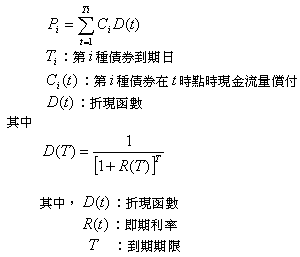 P_i = \sum_{t=1}^{Ti} C_i D(t)
T_i：第 i 種債券到期日
C_i(t)：第 i 種債券在 t 時點時現金流量償付
D(t)：折現函數
其中
D(T) = \frac{1}{[1+R(T)]^T}
其中，D(t)：折現函數
R(t)：即期利率
T ：到期期限